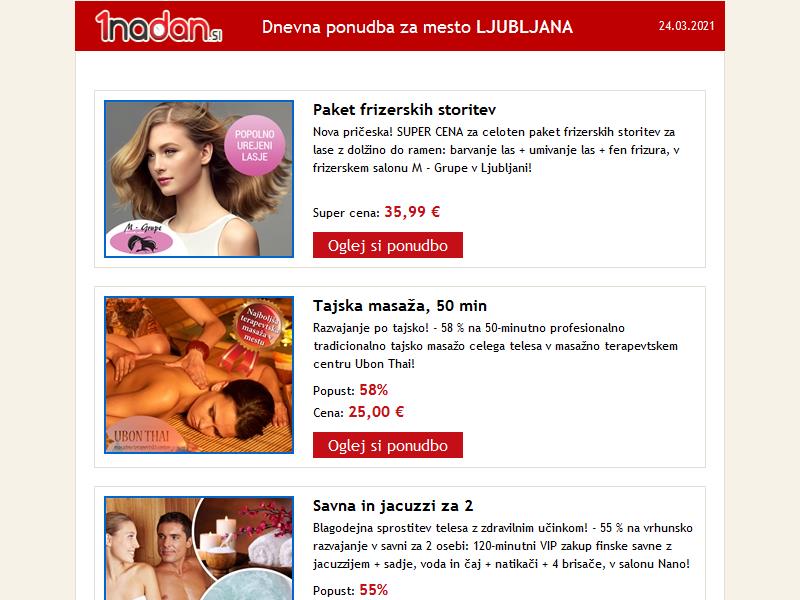 1nadan.si
Dnevna ponudba za mesto LJUBLJANA
24.03.2021
POPOLNO
UREJENI
LASJE
M - Grupe
Paket frizerskih storitev
Nova pričeska! SUPER CENA za celoten paket frizerskih storitev za
lase z dolžino do ramen: barvanje las + umivanje las + fen frizura, v
frizerskem salonu M - Grupe v Ljubljani!
Super cena: 35,99 €
Oglej si ponudbo
Najboljša
terapevtska
masaža v
mestu
UBON THAI
Tajska masaža, 50 min
Razvajanje po tajsko! - 58 % na 50-minutno profesionalno
tradicionalno tajsko masažo celega telesa v masažno terapevtskem
centru Ubon Thai!
Popust: 58%
Cena: 25,00 €
Oglej si ponudbo
Savna in jacuzzi za 2
Blagodejna sprostitev telesa z zdravilnim učinkom! - 55 % na vrhunsko
razvajanje v savni za 2 osebi: 120-minutni VIP zakup finske savne z
jacuzzijem + sadje, voda in čaj + natikači + 4 brisače, v salonu Nano!
Popust: 55%